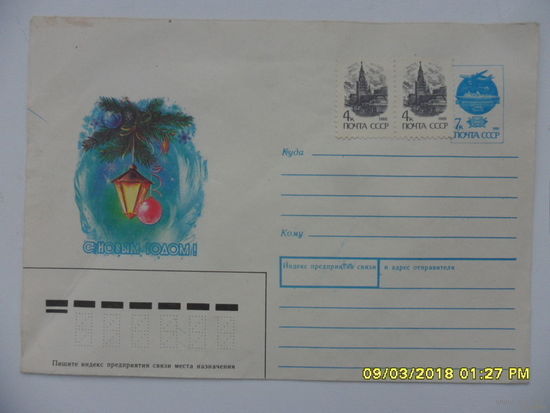 4к 4к 7к
ПОЧТА СССР ПОЧТА СССР ПОЧТА СССР
Куда
С НОВЫМ ГОДОМ!
Кому
Индекс предприятия связи и адрес отправителя
Пишите индекс предприятия связи места назначения
09/03/2018 01:27 PM